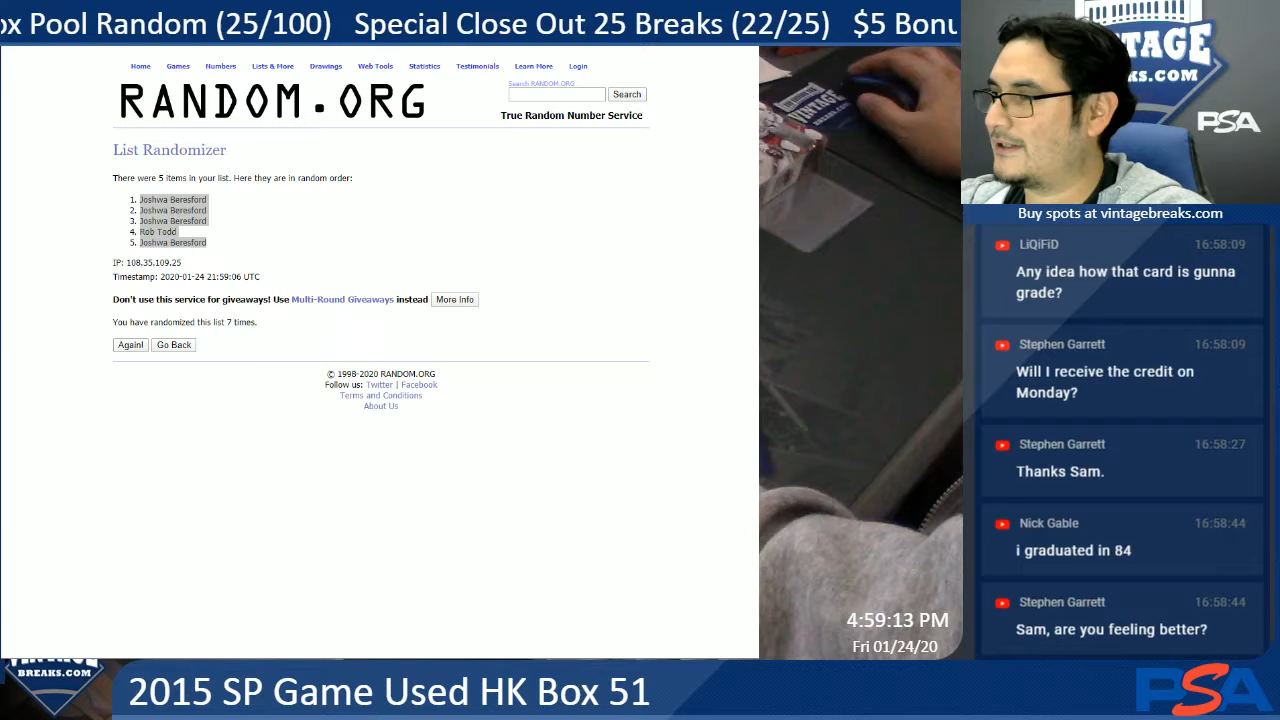 ox Pool Random (25/100) Special Close Out 25 Breaks (22/25) $5 Bonu
Home Games Numbers Lists & More Drawings Web Tools Statistics Testimonials Learn More Login
RANDOM.ORG
Search RANDOM.ORG
Search
True Random Number Service
List Randomizer
There were 5 items in your list. Here they are in random order:
1. Joshwa Beresford
2. Joshwa Beresford
3. Joshwa Beresford
4. Rob Todd
5. Joshwa Beresford
IP: 108.35.109.25
Timestamp: 2020-01-24 21:59:06 UTC
Don't use this service for giveaways! Use Multi-Round Giveaways instead More Info
You have randomized this list 7 times.
Again! Go Back
© 1998-2020 RANDOM.ORG
Follow us: Twitter | Facebook
Terms and Conditions
About Us
VINTAGE
VINTAGE
BREAKS.COM
PSA
Buy spots at vintagebreaks.com
LiQiFiD 16:58:09
Any idea how that card is gunna
grade?
Stephen Garrett 16:58:09
Will I receive the credit on
Monday?
Stephen Garrett 16:58:27
Thanks Sam.
Nick Gable 16:58:44
i graduated in 84
Stephen Garrett 16:58:44
Sam, are you feeling better?
4:59:13 PM
Fri 01/24/20
VINTAGE
BREAKS.COM
2015 SP Game Used HK Box 51
PSA